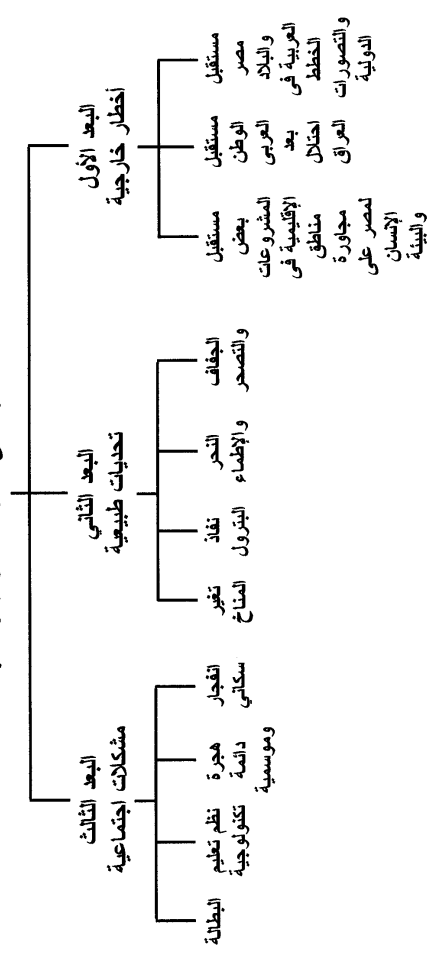 البعد الأول
أخطار خارجية
مستقبل
مصر
والبلاد
العربية فى
الخطط
والتصورات
الدولية
مستقبل
الوطن
العربى
بعد
احتلال
العراق
مستقبل
بعض
المشروعات
الإقليمية فى
مناطق
مجاورة
لمصر على
الإنسان
والبيئة
البعد الثاني
تحديات طبيعية
الجفاف
والتصحر
النحر
والإطماء
نفاذ
البترول
تغير
المناخ
البعد الثالث
مشكلات اجتماعية
انفجار
سكاني
هجرة
دائمة
وموسمية
نظم تعليم
تكنولوجية
البطالة